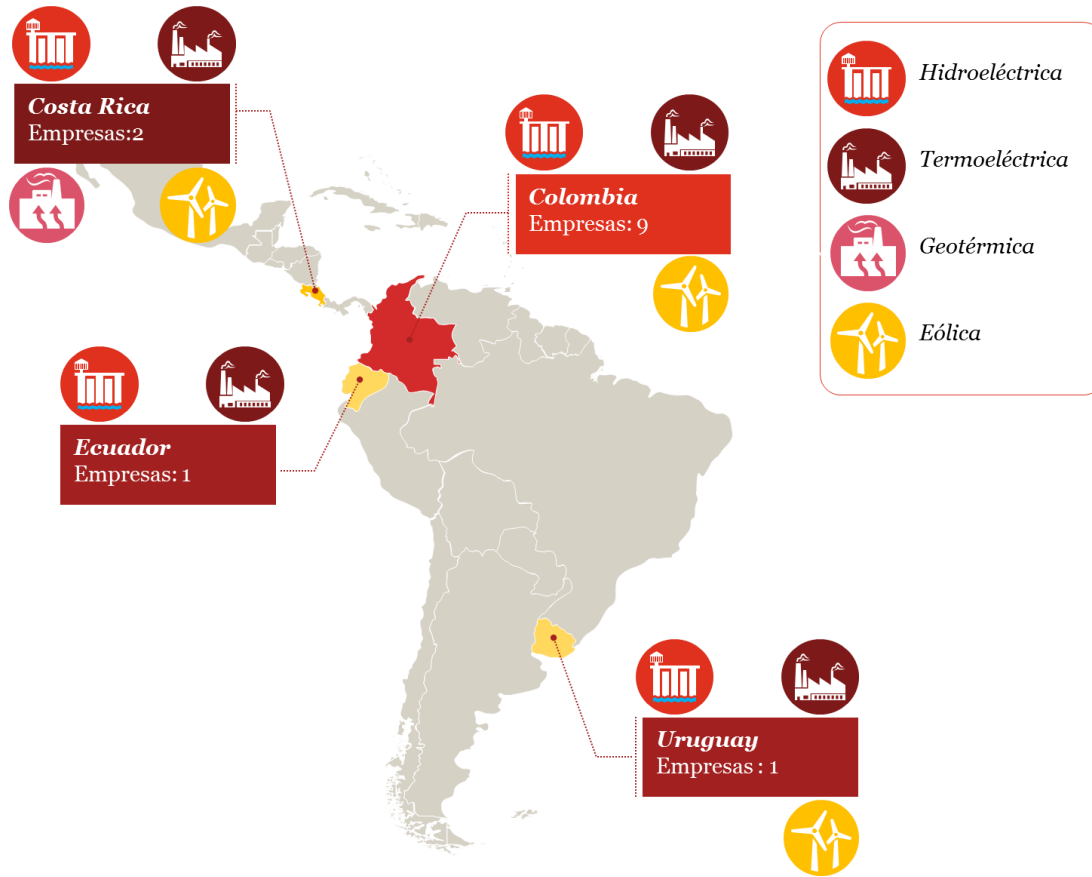 Costa Rica
Empresas:2
Colombia
Empresas: 9
Ecuador
Empresas: 1
Uruguay
Empresas : 1
Hidroeléctrica
Termoeléctrica
Geotérmica
Eólica